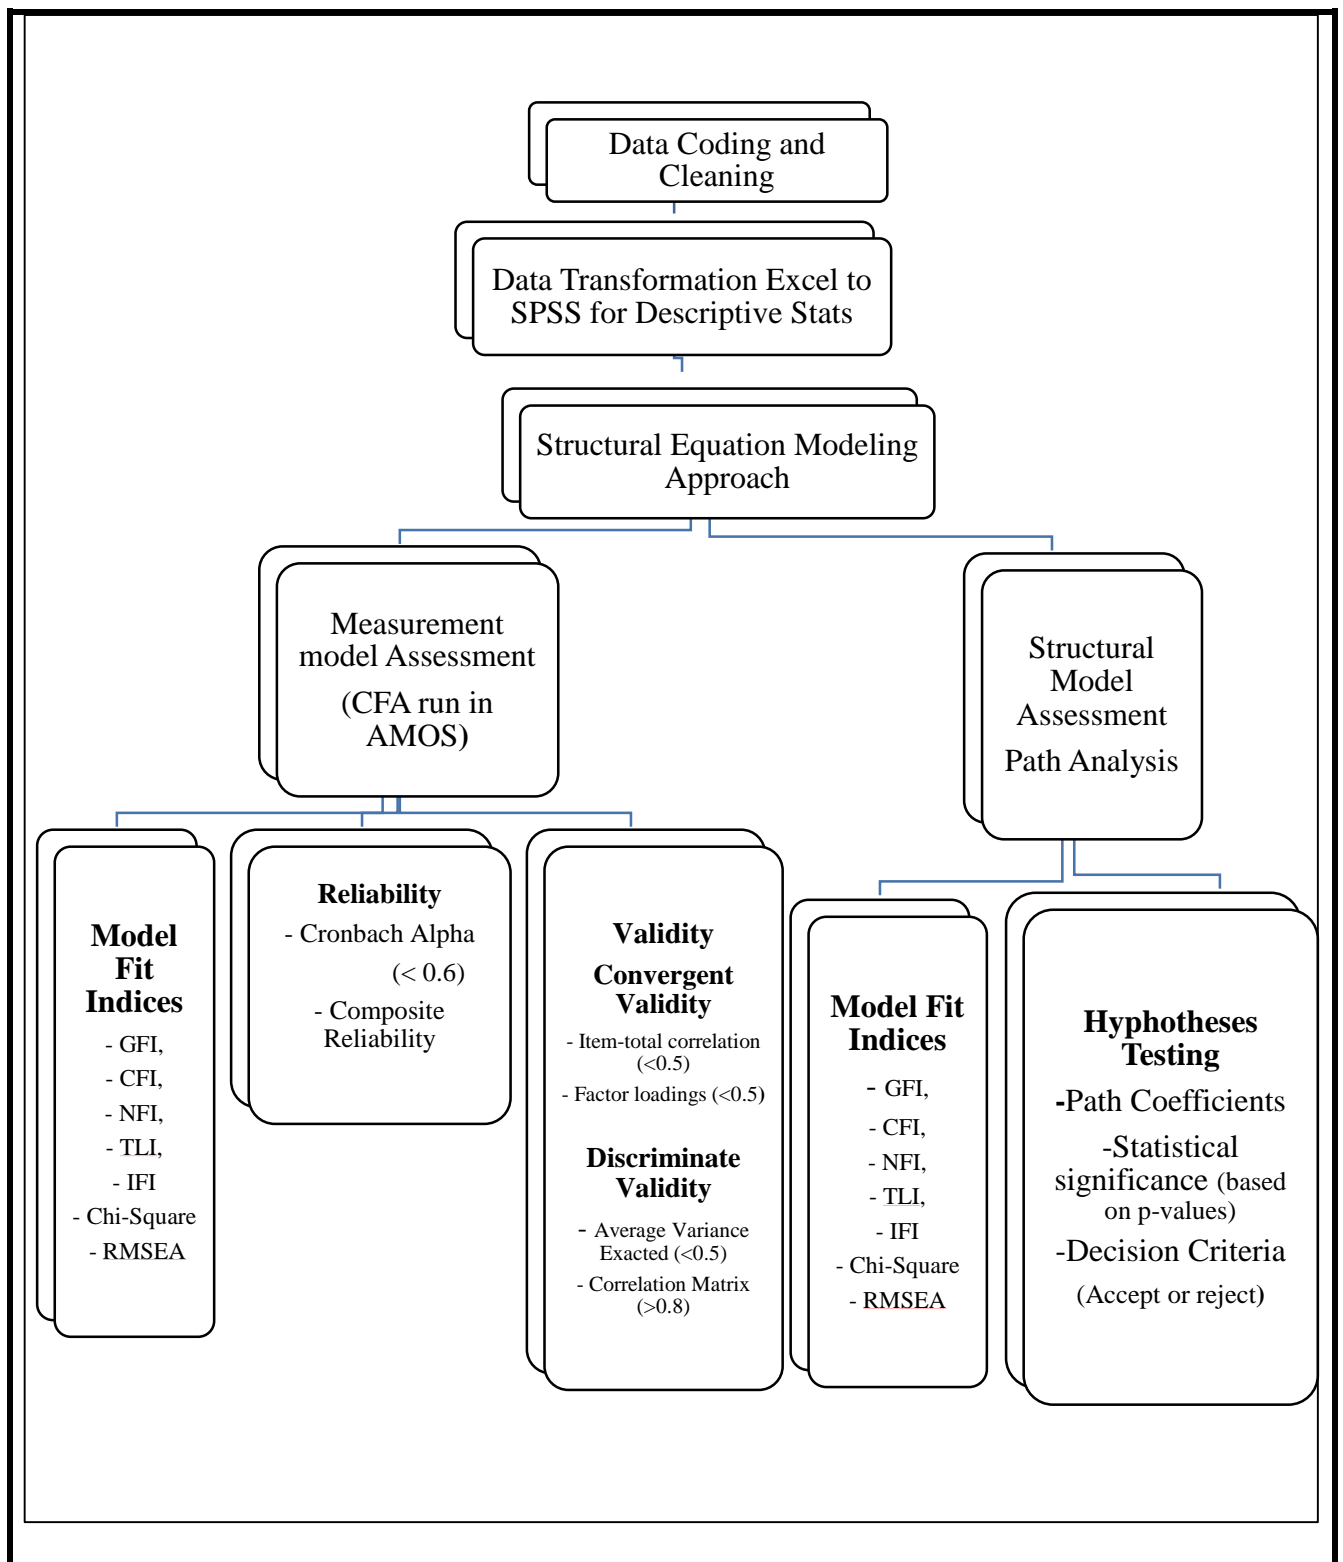 Data Coding and
Cleaning
Data Transformation Excel to
SPSS for Descriptive Stats
Structural Equation Modeling
Approach
Measurement
model Assessment
(CFA run in
AMOS)
Structural
Model
Assessment
Path Analysis
Model
Fit
Indices
- GFI,
- CFI,
- NFI,
- TLI,
- IFI
- Chi-Square
- RMSEA
Reliability
- Cronbach Alpha
(< 0.6)
- Composite
Reliability
Validity
Convergent
Validity
- Item-total correlation
(<0.5)
- Factor loadings (<0.5)
Discriminate
Validity
- Average Variance
Exacted (<0.5)
- Correlation Matrix
(>0.8)
Model Fit
Indices
- GFI,
- CFI,
- NFI,
- TLI,
- IFI
- Chi-Square
- RMSEA
Hyphotheses
Testing
-Path Coefficients
-Statistical
significance (based
on p-values)
-Decision Criteria
(Accept or reject)